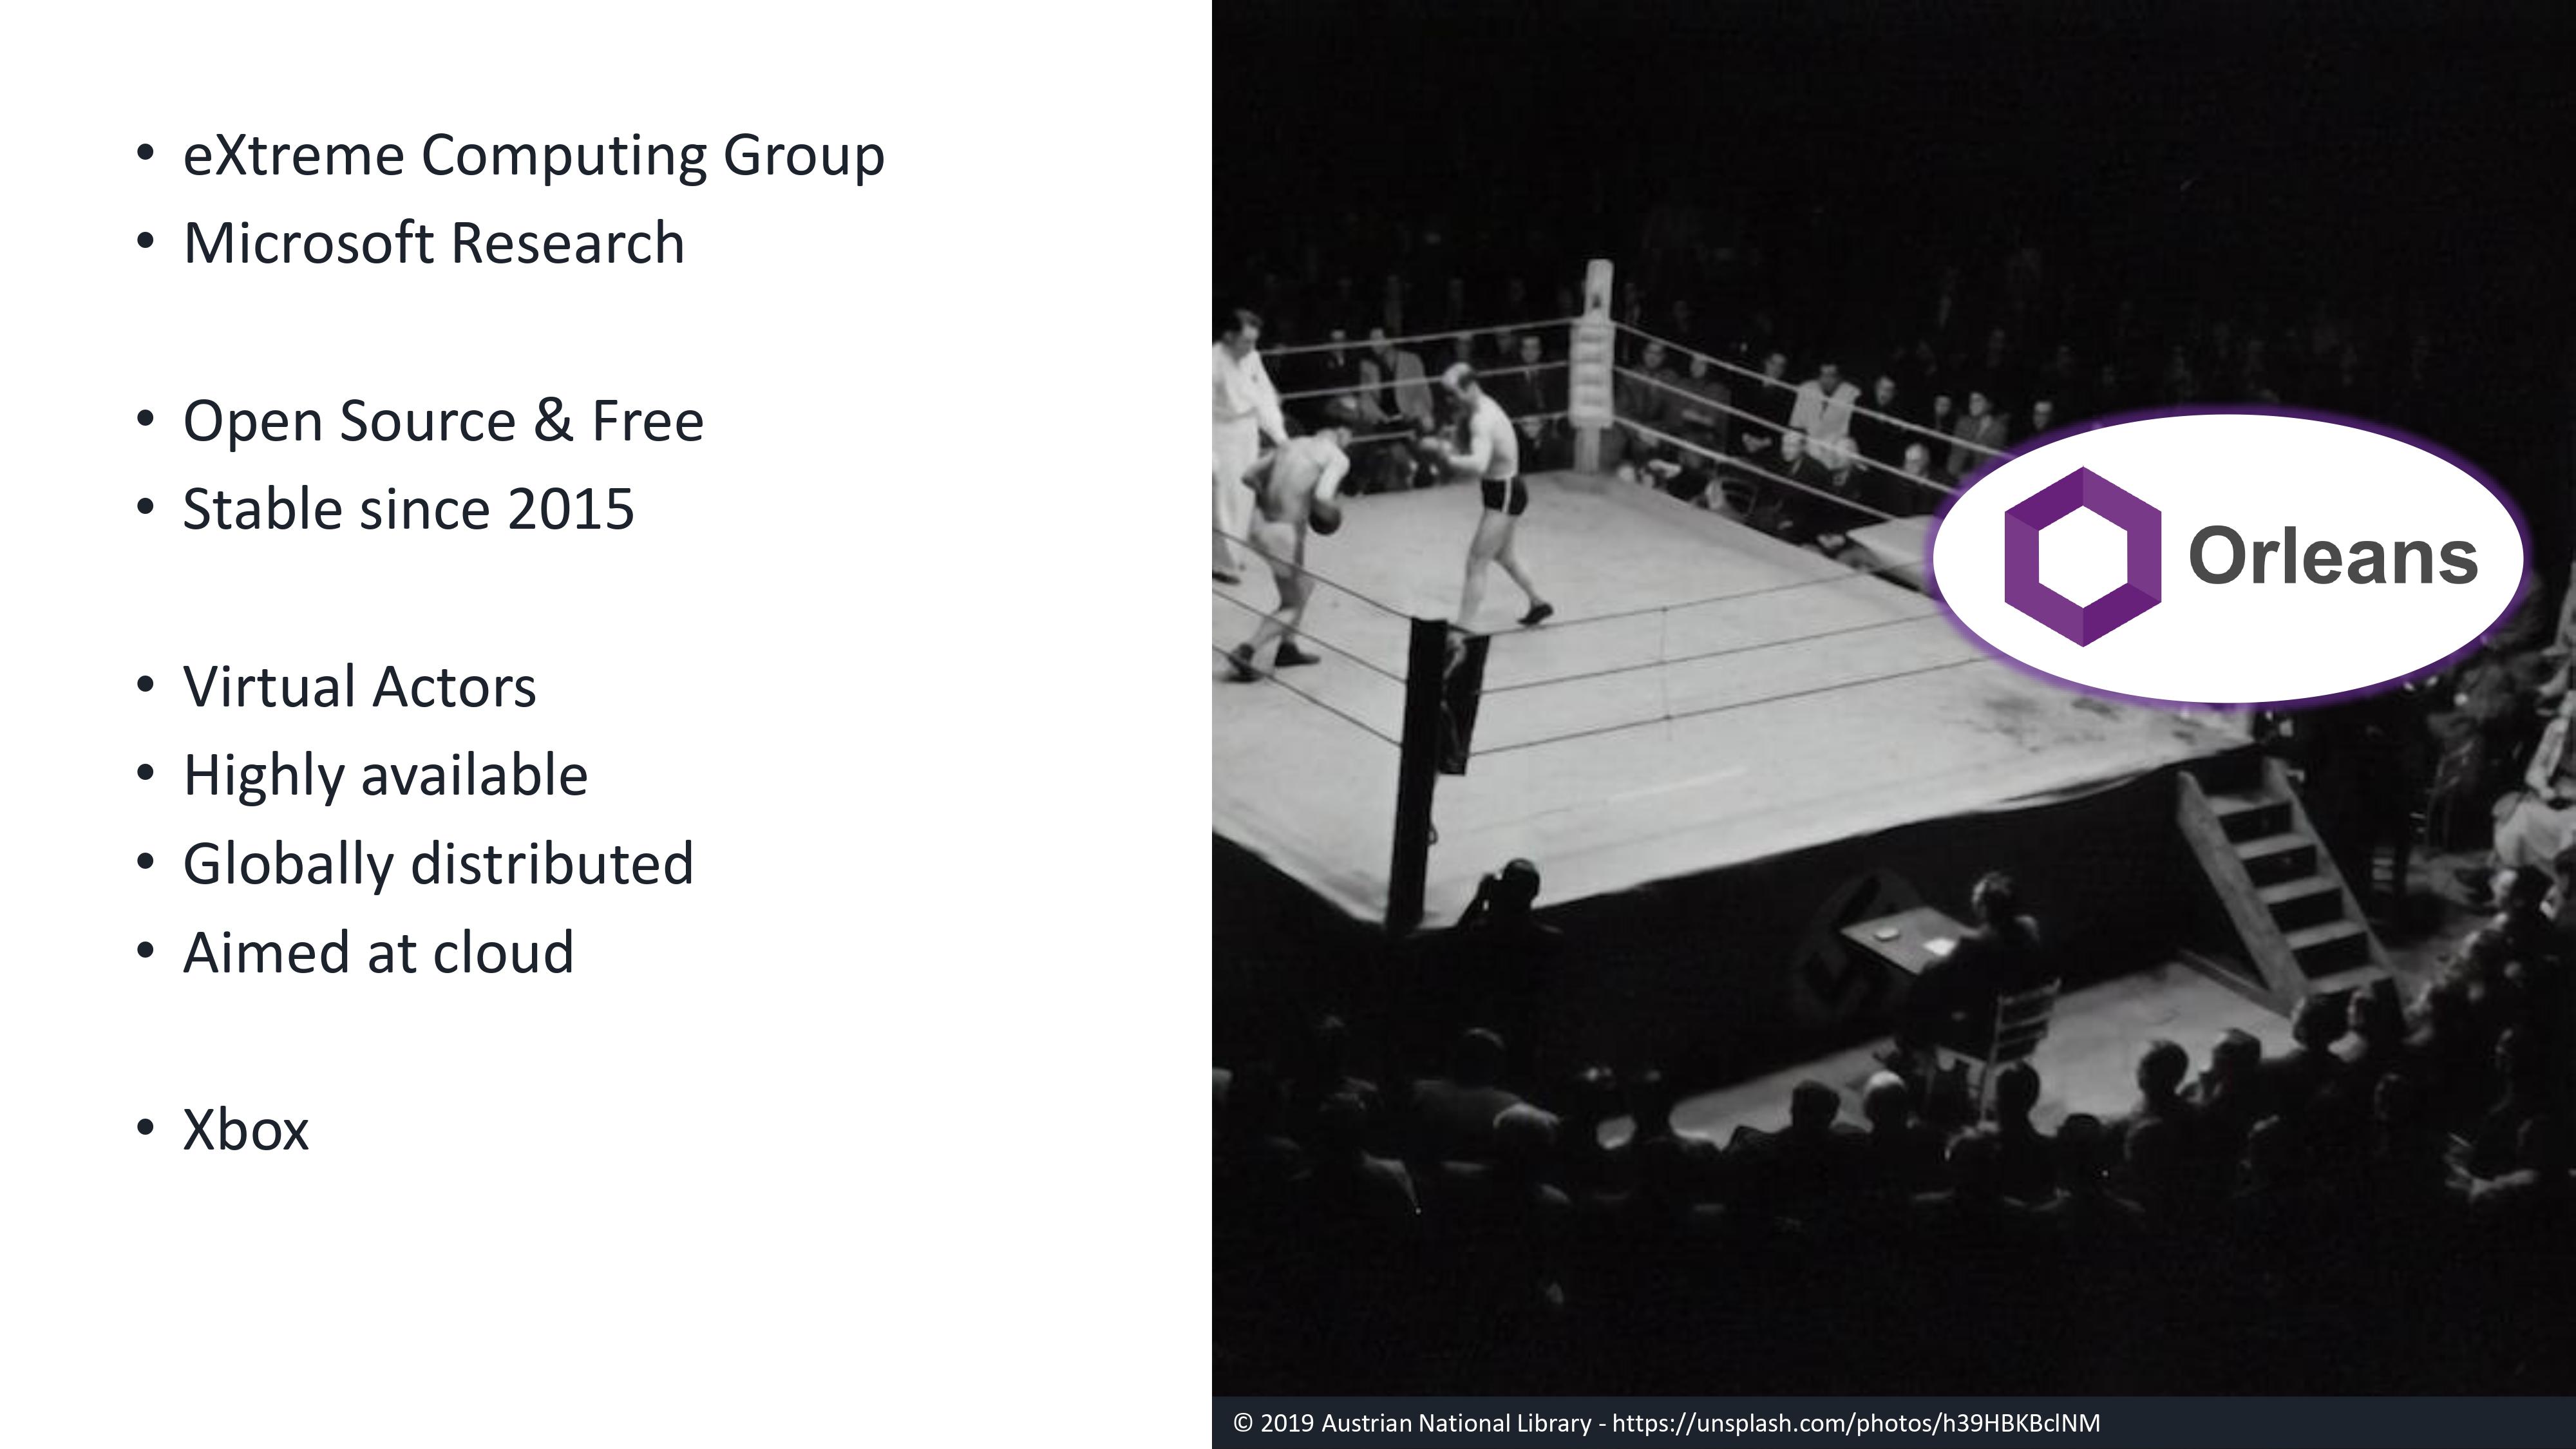 • eXtreme Computing Group
• Microsoft Research
• Open Source & Free
• Stable since 2015
• Virtual Actors
• Highly available
• Globally distributed
• Aimed at cloud
• Xbox
Orleans
© 2019 Austrian National Library - https://unsplash.com/photos/h39HBKBclNM